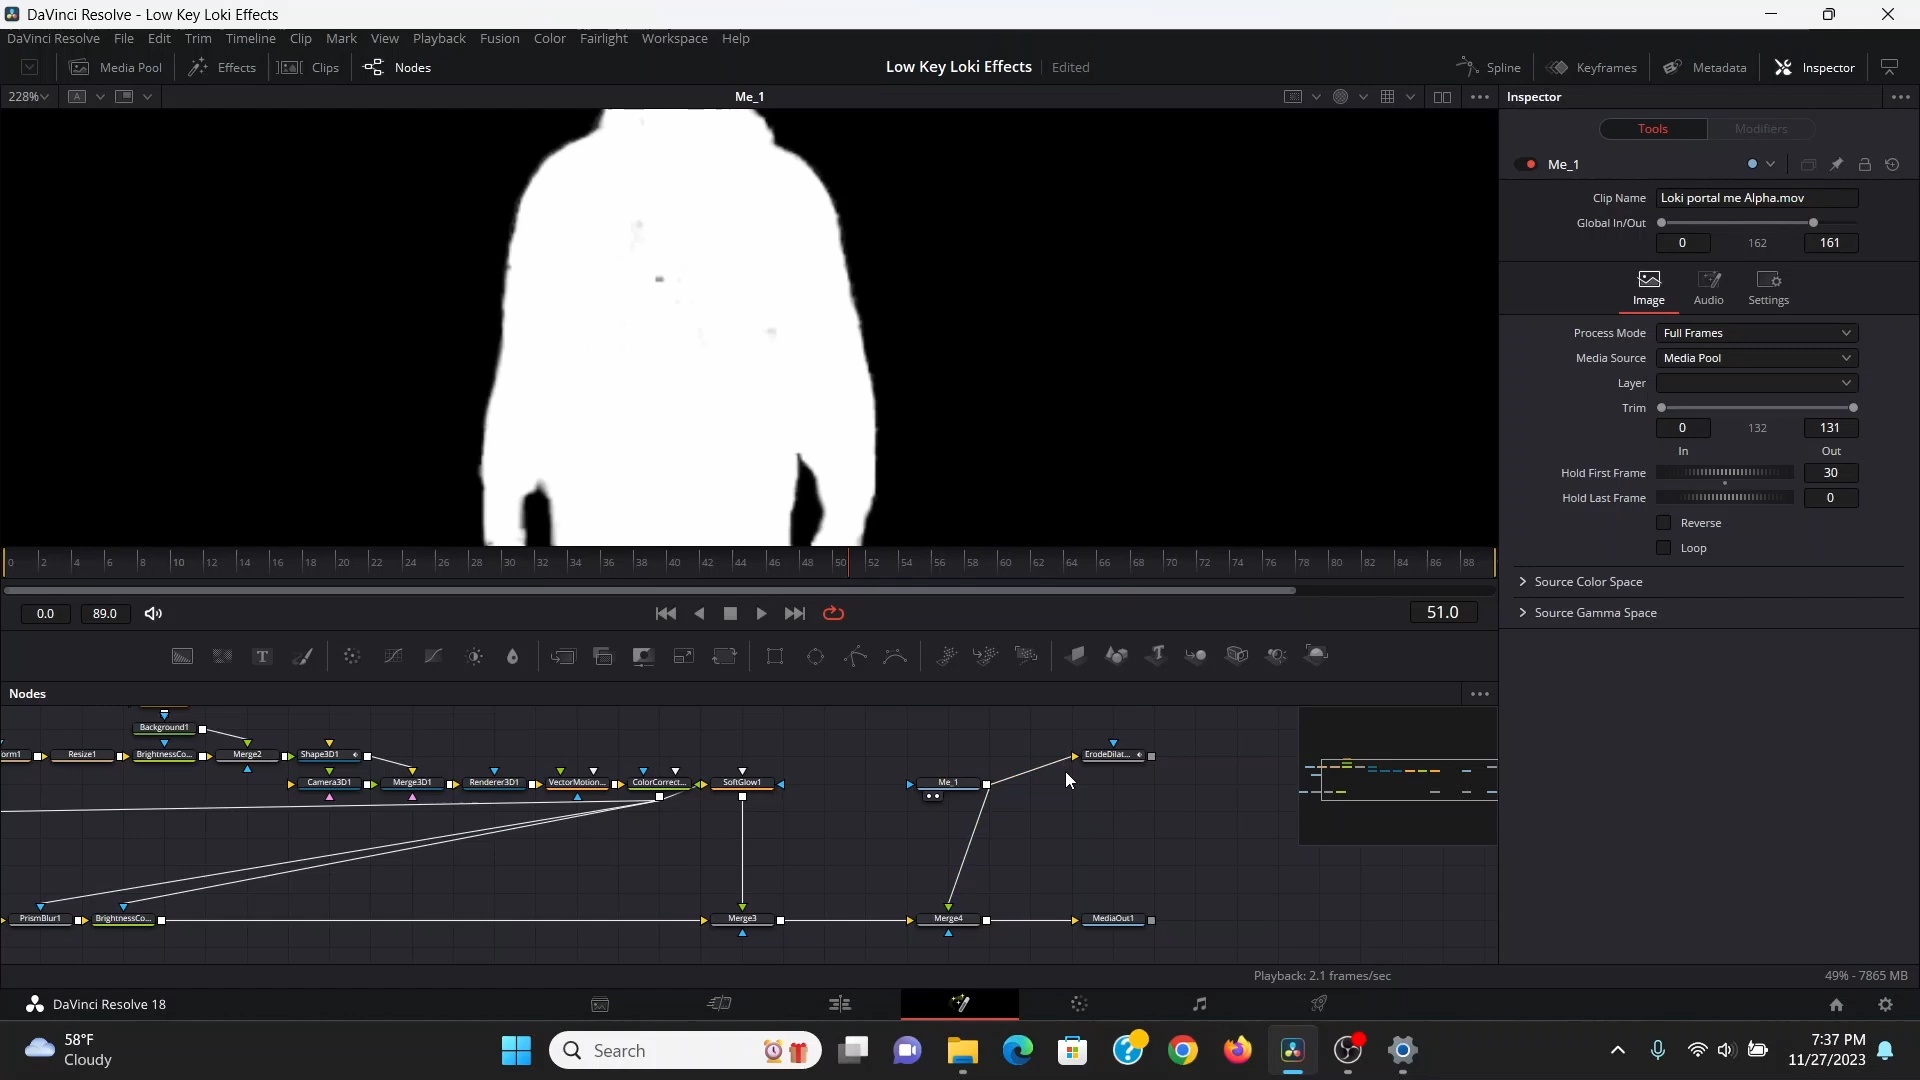 DaVinci Resolve - Low Key Loki Effects
DaVinci Resolve File Edit Trim Timeline Clip Mark View Playback Fusion Color Fairlight Workspace Help
Media Pool Effects Clips Nodes Low Key Loki Effects Edited Spline Keyframes Metadata Inspector
228% A Me_1 Inspector
Tools Modifiers
Me_1
Clip Name Loki portal me Alpha.mov
Global In/Out
0 162 161
Image Audio Settings
Process Mode Full Frames
Media Source Media Pool
Layer
Trim
0 132 131
In Out
Hold First Frame 30
Hold Last Frame 0
Reverse
Loop
Source Color Space
Source Gamma Space
0 2 4 6 8 10 12 14 16 18 20 22 24 26 28 30 32 34 36 38 40 42 44 46 48 50 52 54 56 58 60 62 64 66 68 70 72 74 76 78 80 82 84 86 88
0.0 89.0 51.0
T
Nodes
Background1
orm1 Resize1 BrightnessCo... Merge2 Shape3D1 ErodeDilat...
Camera3D1 Merge3D1 Renderer3D1 VectorMotion... ColorCorrect... SoftGlow1 Me_1
PrismBlur1 BrightnessCo... Merge3 Merge4 MediaOut1
Playback: 2.1 frames/sec 49% - 7865 MB
DaVinci Resolve 18
58°F
Cloudy
Search
7:37 PM
11/27/2023